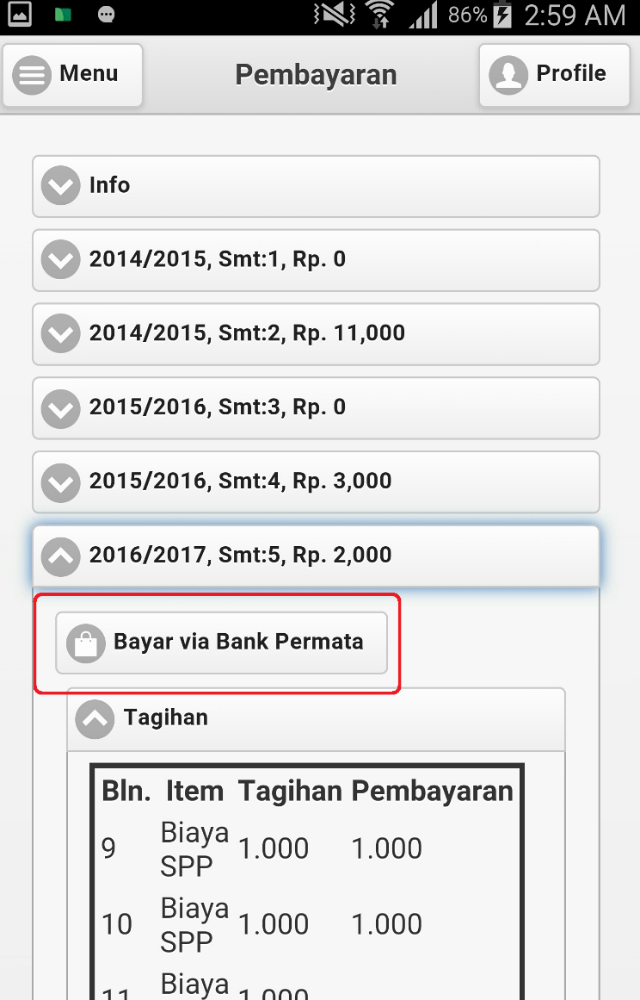 86% 2:59 AM
Menu Pembayaran Profile
Info
2014/2015, Smt:1, Rp. 0
2014/2015, Smt:2, Rp. 11,000
2015/2016, Smt:3, Rp. 0
2015/2016, Smt:4, Rp. 3,000
2016/2017, Smt:5, Rp. 2,000
Bayar via Bank Permata
Tagihan
Bln. Item Tagihan Pembayaran
9 Biaya SPP 1.000 1.000
10 Biaya SPP 1.000 1.000
11 Biaya 1.000